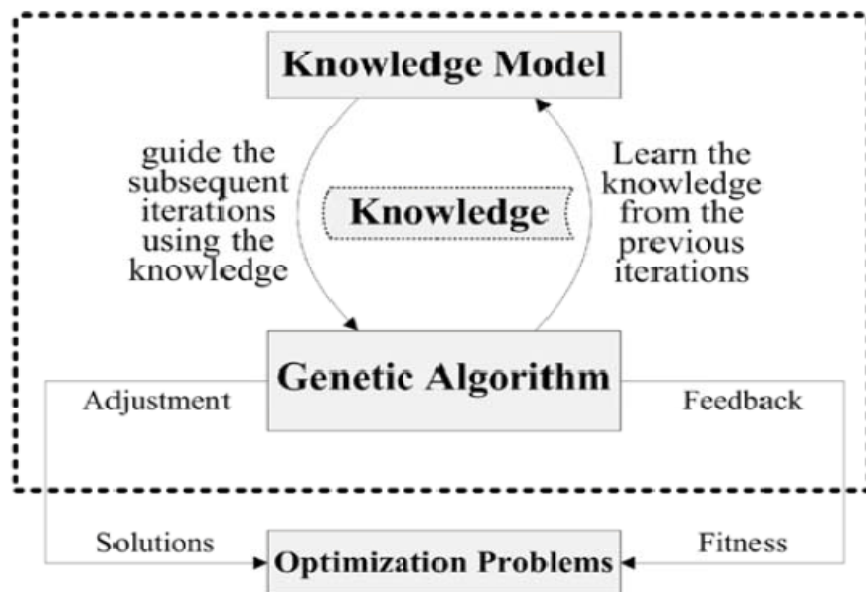 Knowledge Model
guide the
subsequent
iterations
using the
knowledge
Knowledge
Learn the
knowledge
from the
previous
iterations
Genetic Algorithm
Adjustment
Feedback
Solutions
Optimization Problems
Fitness